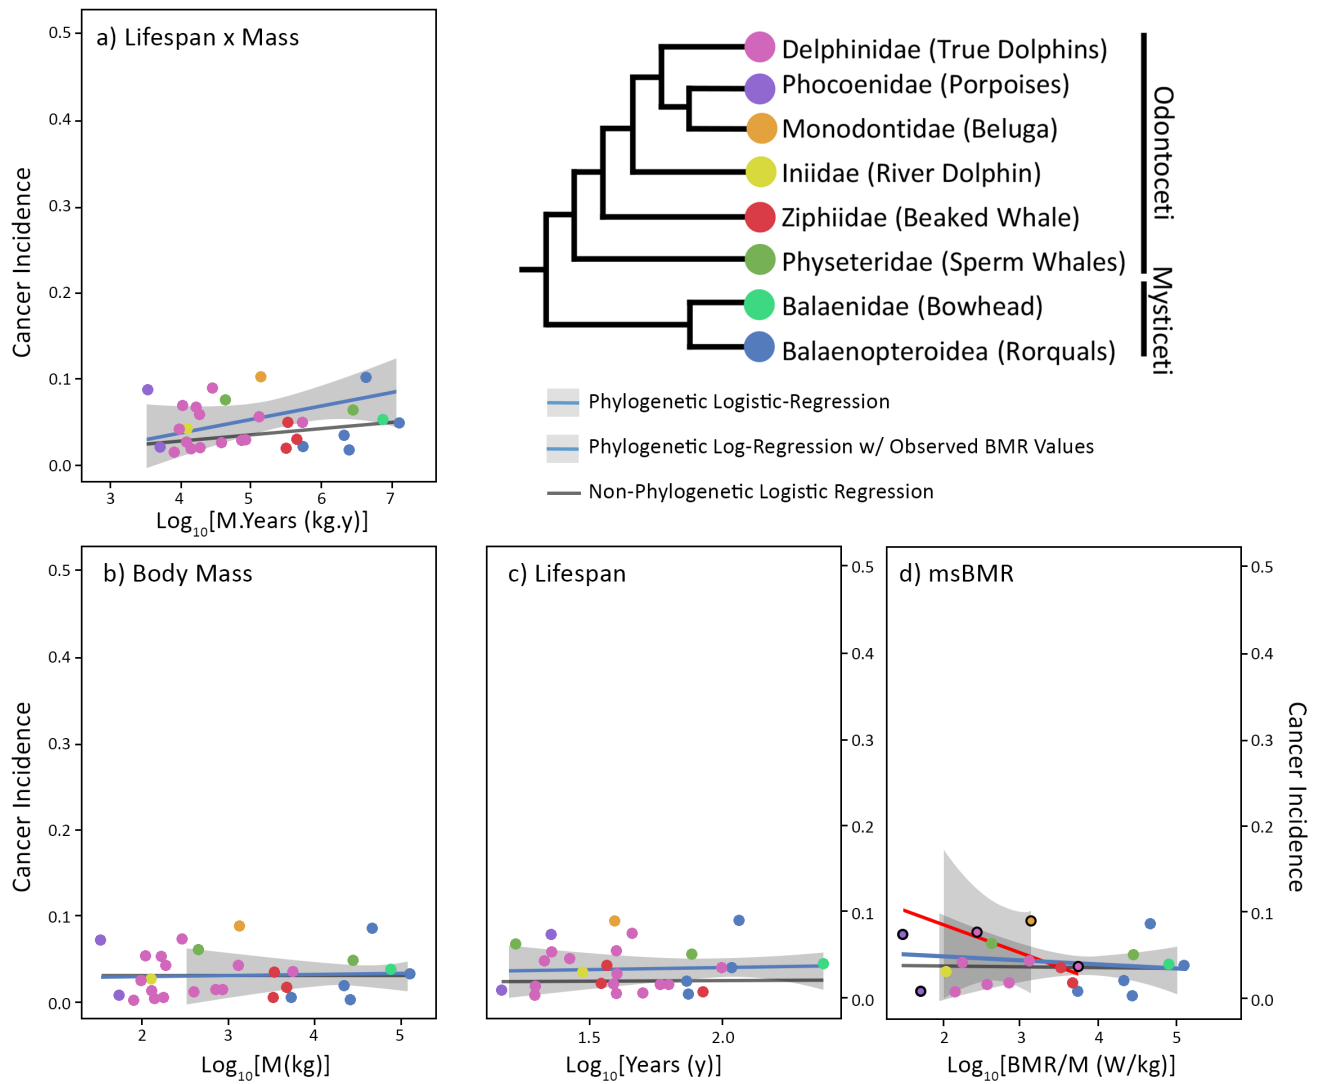 a) Lifespan x Mass
0.5
0.4
0.3
0.2
0.1
0.0
Cancer Incidence
3 4 5 6 7
Log10[M.Years (kg.y)]
Delphinidae (True Dolphins)
Phocoenidae (Porpoises)
Monodontidae (Beluga)
Iniidae (River Dolphin)
Ziphiidae (Beaked Whale)
Physeteridae (Sperm Whales)
Balaenidae (Bowhead)
Balaenopteroidea (Rorquals)
Odontoceti
Mysticeti
Phylogenetic Logistic-Regression
Phylogenetic Log-Regression w/ Observed BMR Values
Non-Phylogenetic Logistic Regression
b) Body Mass
0.5
0.4
0.3
0.2
0.1
0.0
Cancer Incidence
2 3 4 5
Log10[M(kg)]
c) Lifespan
0.5
0.4
0.3
0.2
0.1
0.0
1.5 2.0
Log10[Years (y)]
d) msBMR
0.5
0.4
0.3
0.2
0.1
0.0
Cancer Incidence
2 3 4 5
Log10[BMR/M (W/kg)]